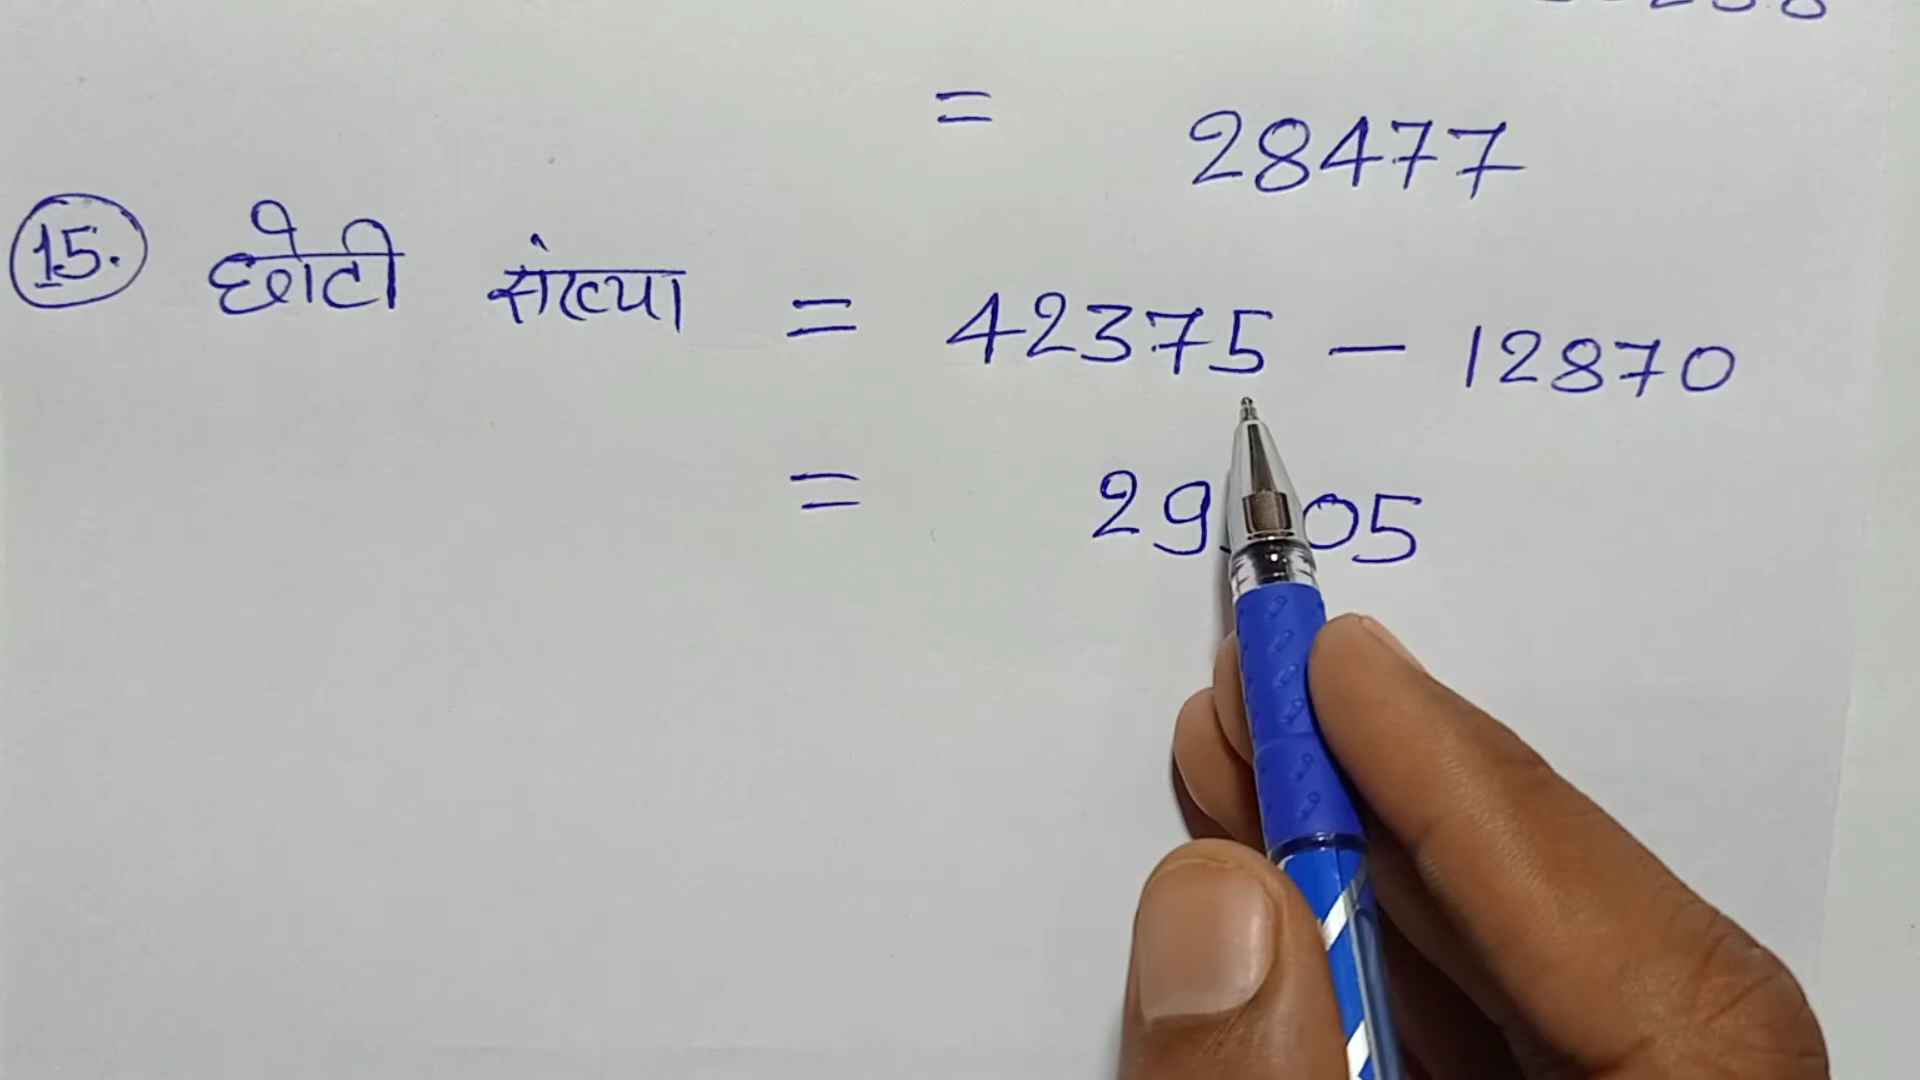 = 28477
15. छोटी संख्या = 42375 - 12870
= 29 05